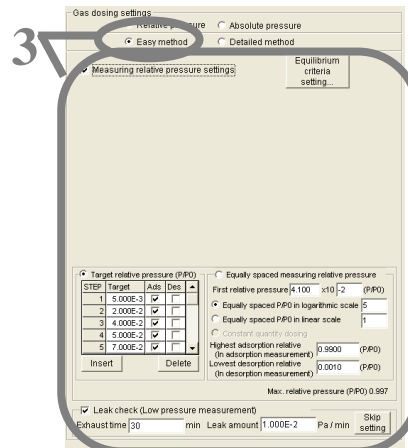 Gas dosing settings
Relative pressure Absolute pressure
3
Easy method Detailed method
Measuring relative pressure settings
Equilibrium
criteria
setting...
Target relative pressure (P/P0)
STEP Target Ads Des
1 5.000E-3
2 2.000E-2
3 4.000E-2
4 5.000E-2
5 7.000E-2
Insert Delete
Equally spaced measuring relative pressure
First relative pressure 4.100 x10 -2 (P/P0)
Equally spaced P/P0 in logarithmic scale 5
Equally spaced P/P0 in linear scale 1
Constant quantity dosing
Highest adsorption relative
(In adsorption measurement) 0.9900 (P/P0)
Lowest desorption relative
(In desorption measurement) 0.0010 (P/P0)
Max. relative pressure (P/P0) 0.997
Leak check (Low pressure measurement)
Exhaust time 30 min Leak amount 1.000E-2 Pa / min
Skip
setting